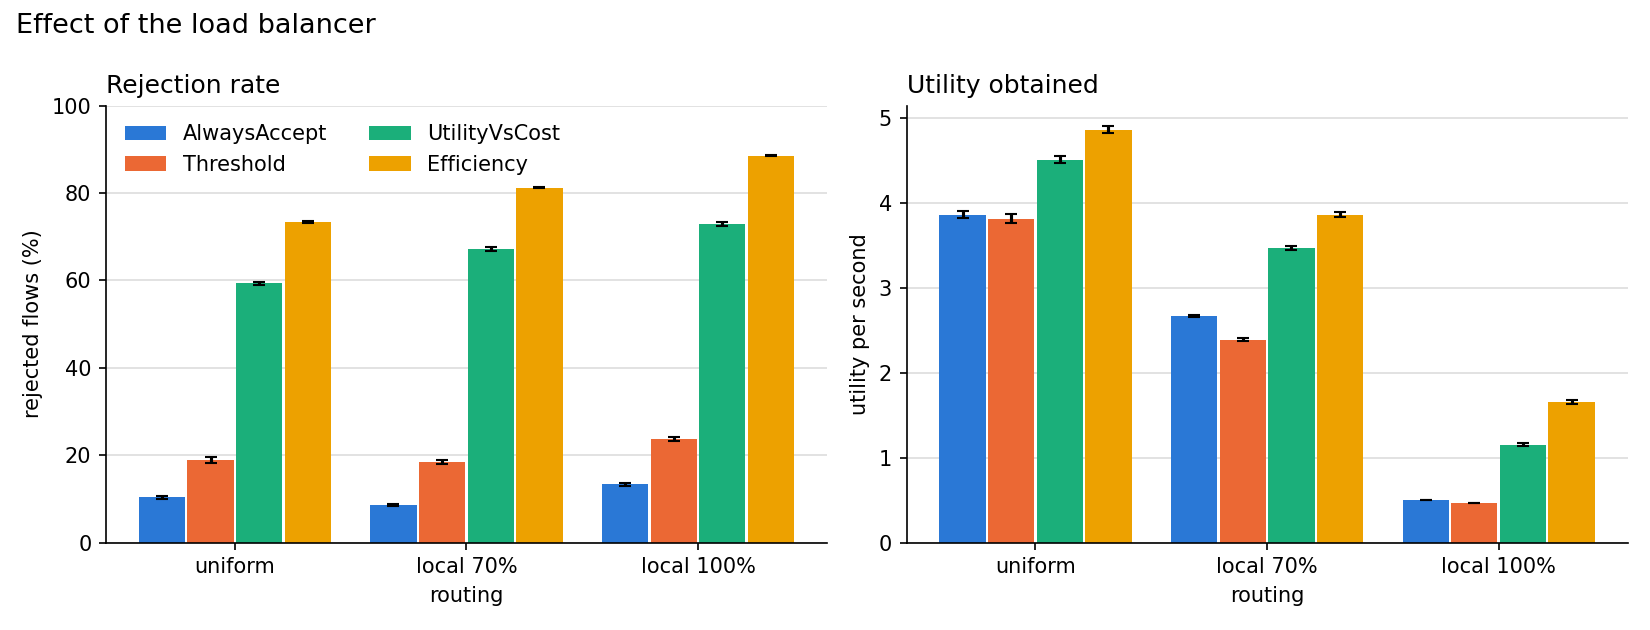 Effect of the load balancer
Rejection rate
100
80
60
40
20
0
rejected flows (%)
AlwaysAccept
Threshold
UtilityVsCost
Efficiency
uniform
local 70%
local 100%
routing
Utility obtained
5
4
3
2
1
0
utility per second
uniform
local 70%
local 100%
routing